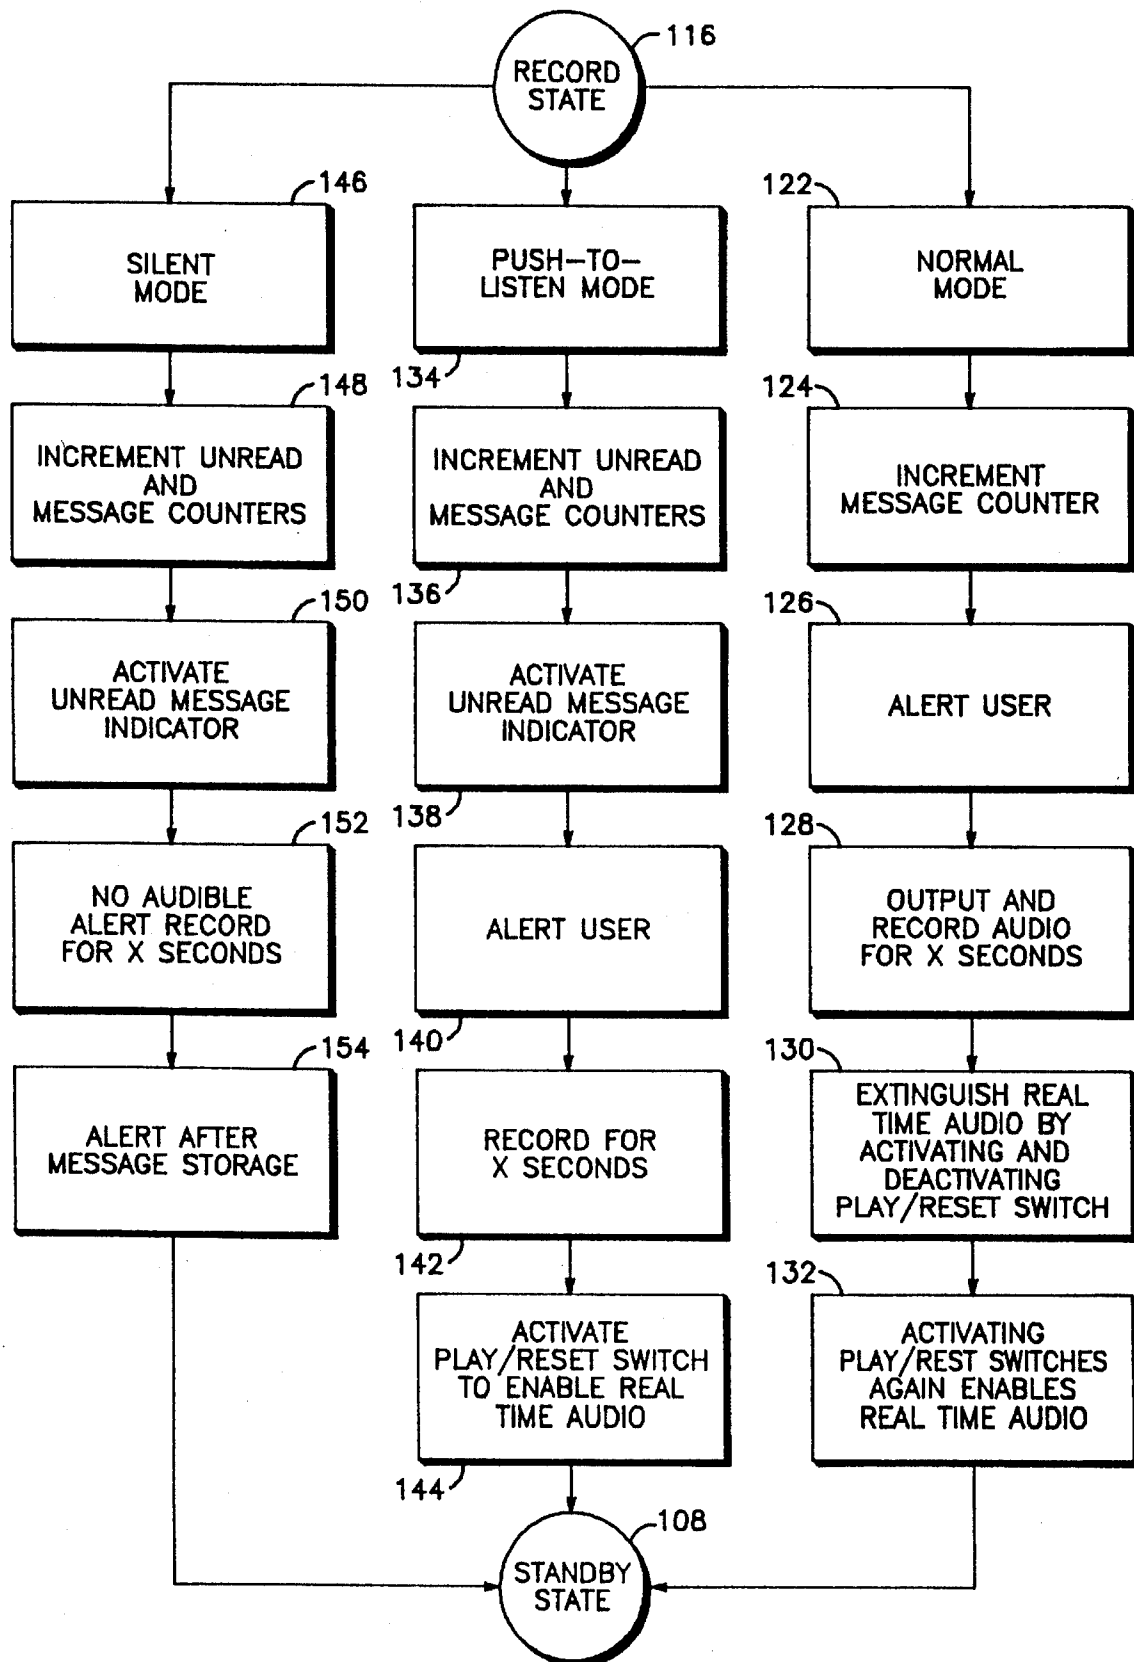 116
RECORD
STATE
146
SILENT
MODE
148
INCREMENT UNREAD
AND
MESSAGE COUNTERS
150
ACTIVATE
UNREAD MESSAGE
INDICATOR
152
NO AUDIBLE
ALERT RECORD
FOR X SECONDS
154
ALERT AFTER
MESSAGE STORAGE
PUSH-TO-
LISTEN MODE
134
INCREMENT UNREAD
AND
MESSAGE COUNTERS
136
ACTIVATE
UNREAD MESSAGE
INDICATOR
138
ALERT USER
140
RECORD FOR
X SECONDS
142
ACTIVATE
PLAY/RESET SWITCH
TO ENABLE REAL
TIME AUDIO
144
122
NORMAL
MODE
124
INCREMENT
MESSAGE COUNTER
126
ALERT USER
128
OUTPUT AND
RECORD AUDIO
FOR X SECONDS
130
EXTINGUISH REAL
TIME AUDIO BY
ACTIVATING AND
DEACTIVATING
PLAY/RESET SWITCH
132
ACTIVATING
PLAY/REST SWITCHES
AGAIN ENABLES
REAL TIME AUDIO
108
STANDBY
STATE